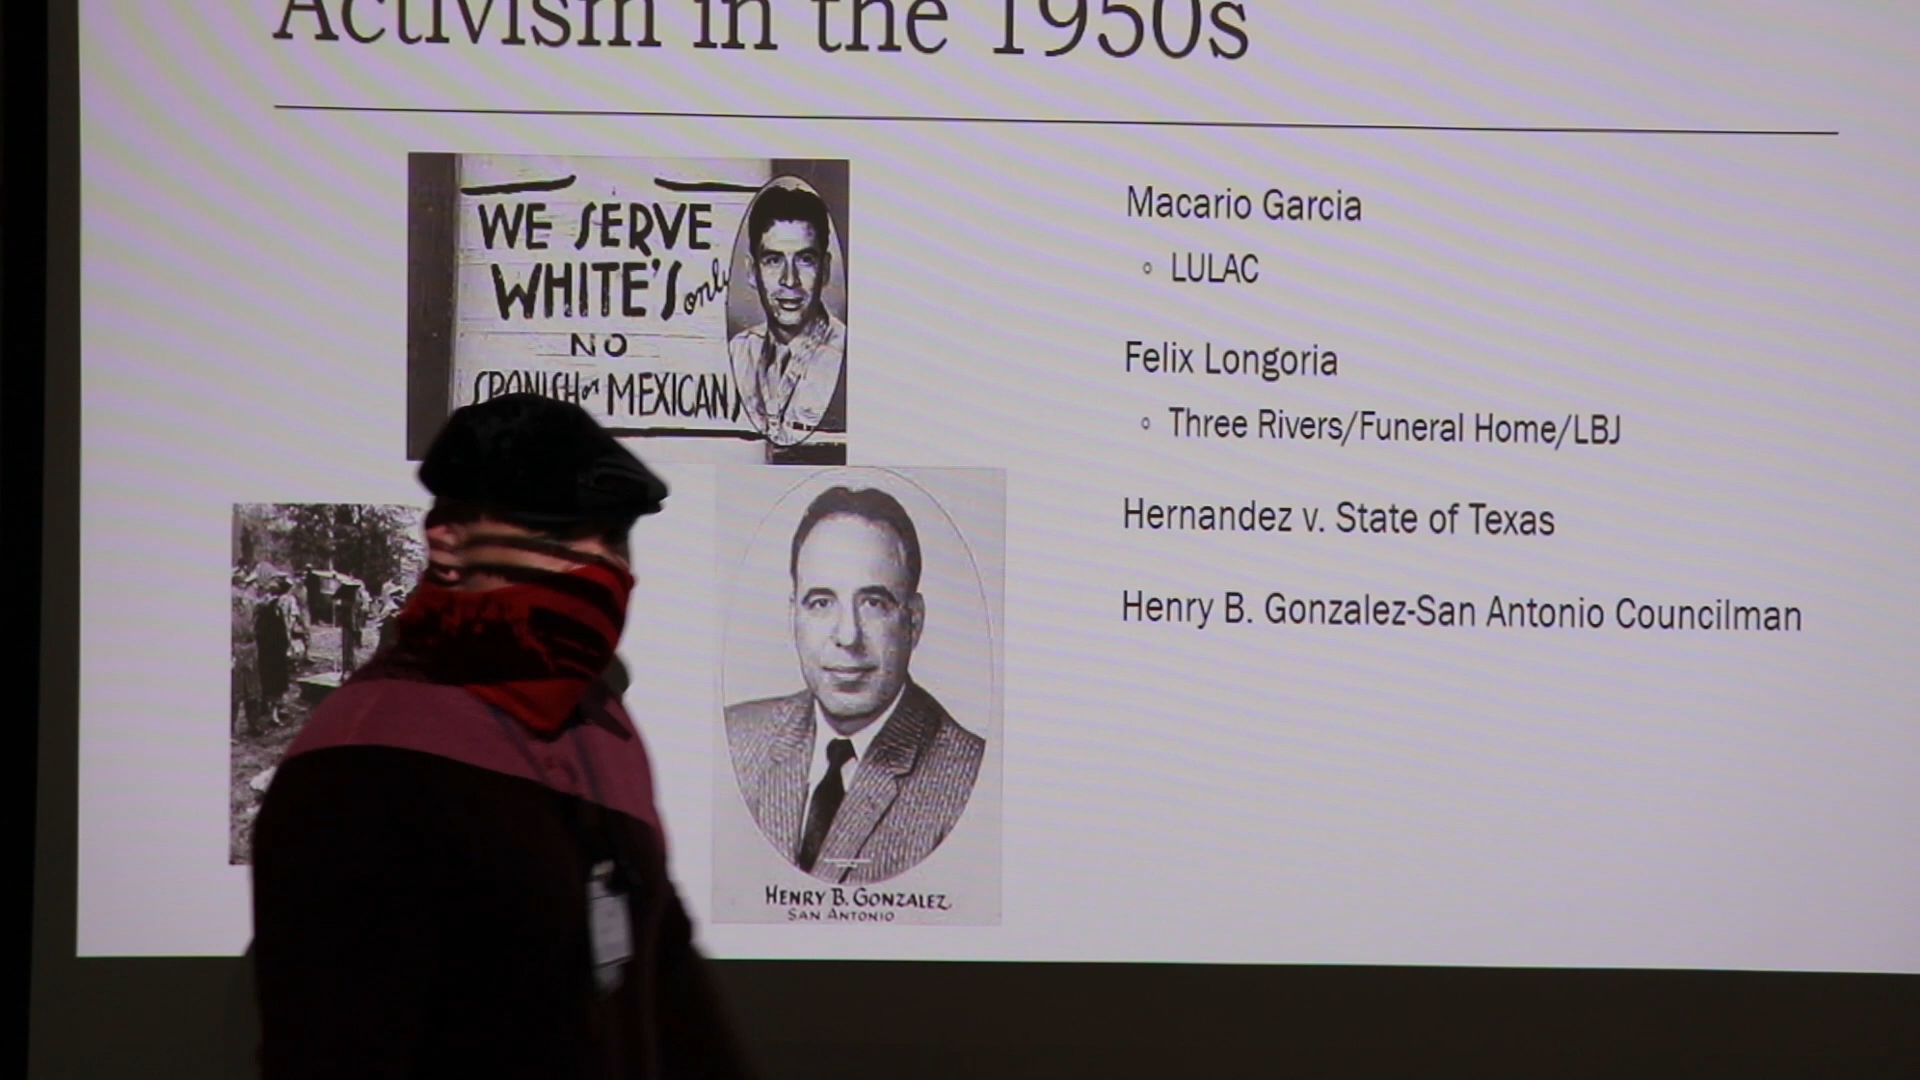 Activism in the 1950s
WE SERVE
WHITE'S only
NO
SPANISH or MEXICANS
HENRY B. GONZALEZ
SAN ANTONIO
Macario Garcia
LULAC
Felix Longoria
Three Rivers/Funeral Home/LBJ
Hernandez v. State of Texas
Henry B. Gonzalez-San Antonio Councilman